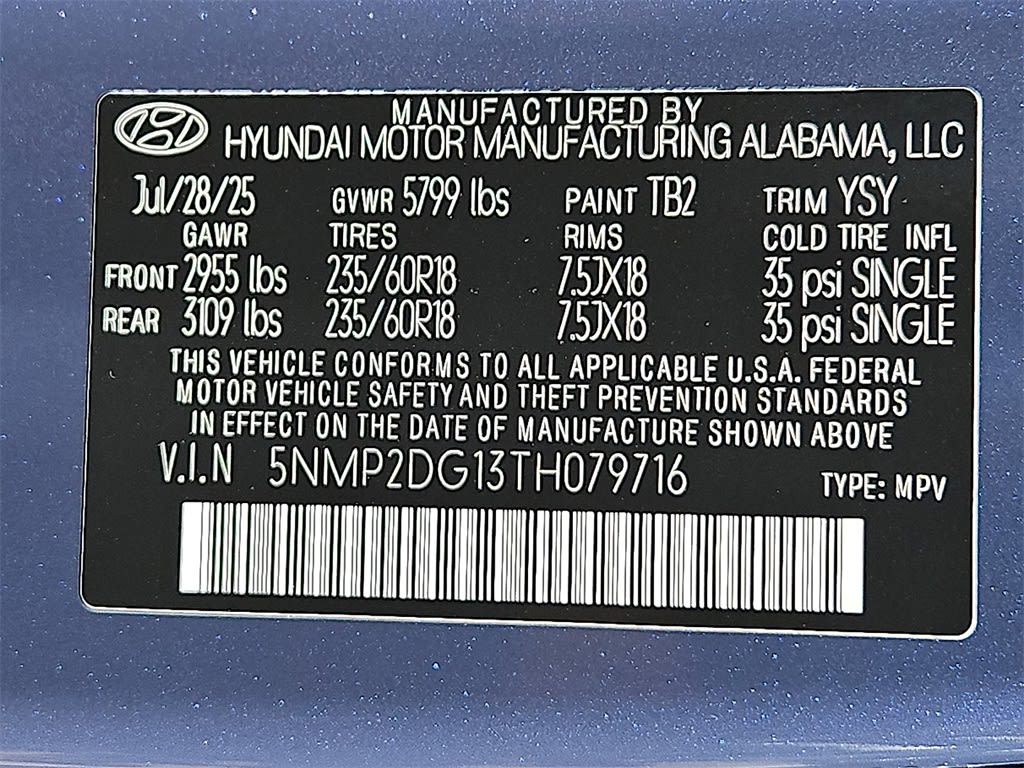 MANUFACTURED BY
HYUNDAI MOTOR MANUFACTURING ALABAMA, LLC
Jul/28/25 GVWR 5799 lbs PAINT TB2 TRIM YSY
GAWR TIRES RIMS COLD TIRE INFL
FRONT 2955 lbs 235/60R18 7.5JX18 35 psi SINGLE
REAR 3109 lbs 235/60R18 7.5JX18 35 psi SINGLE
THIS VEHICLE CONFORMS TO ALL APPLICABLE U.S.A. FEDERAL
MOTOR VEHICLE SAFETY AND THEFT PREVENTION STANDARDS
IN EFFECT ON THE DATE OF MANUFACTURE SHOWN ABOVE
V.I.N 5NMP2DG13TH079716 TYPE: MPV